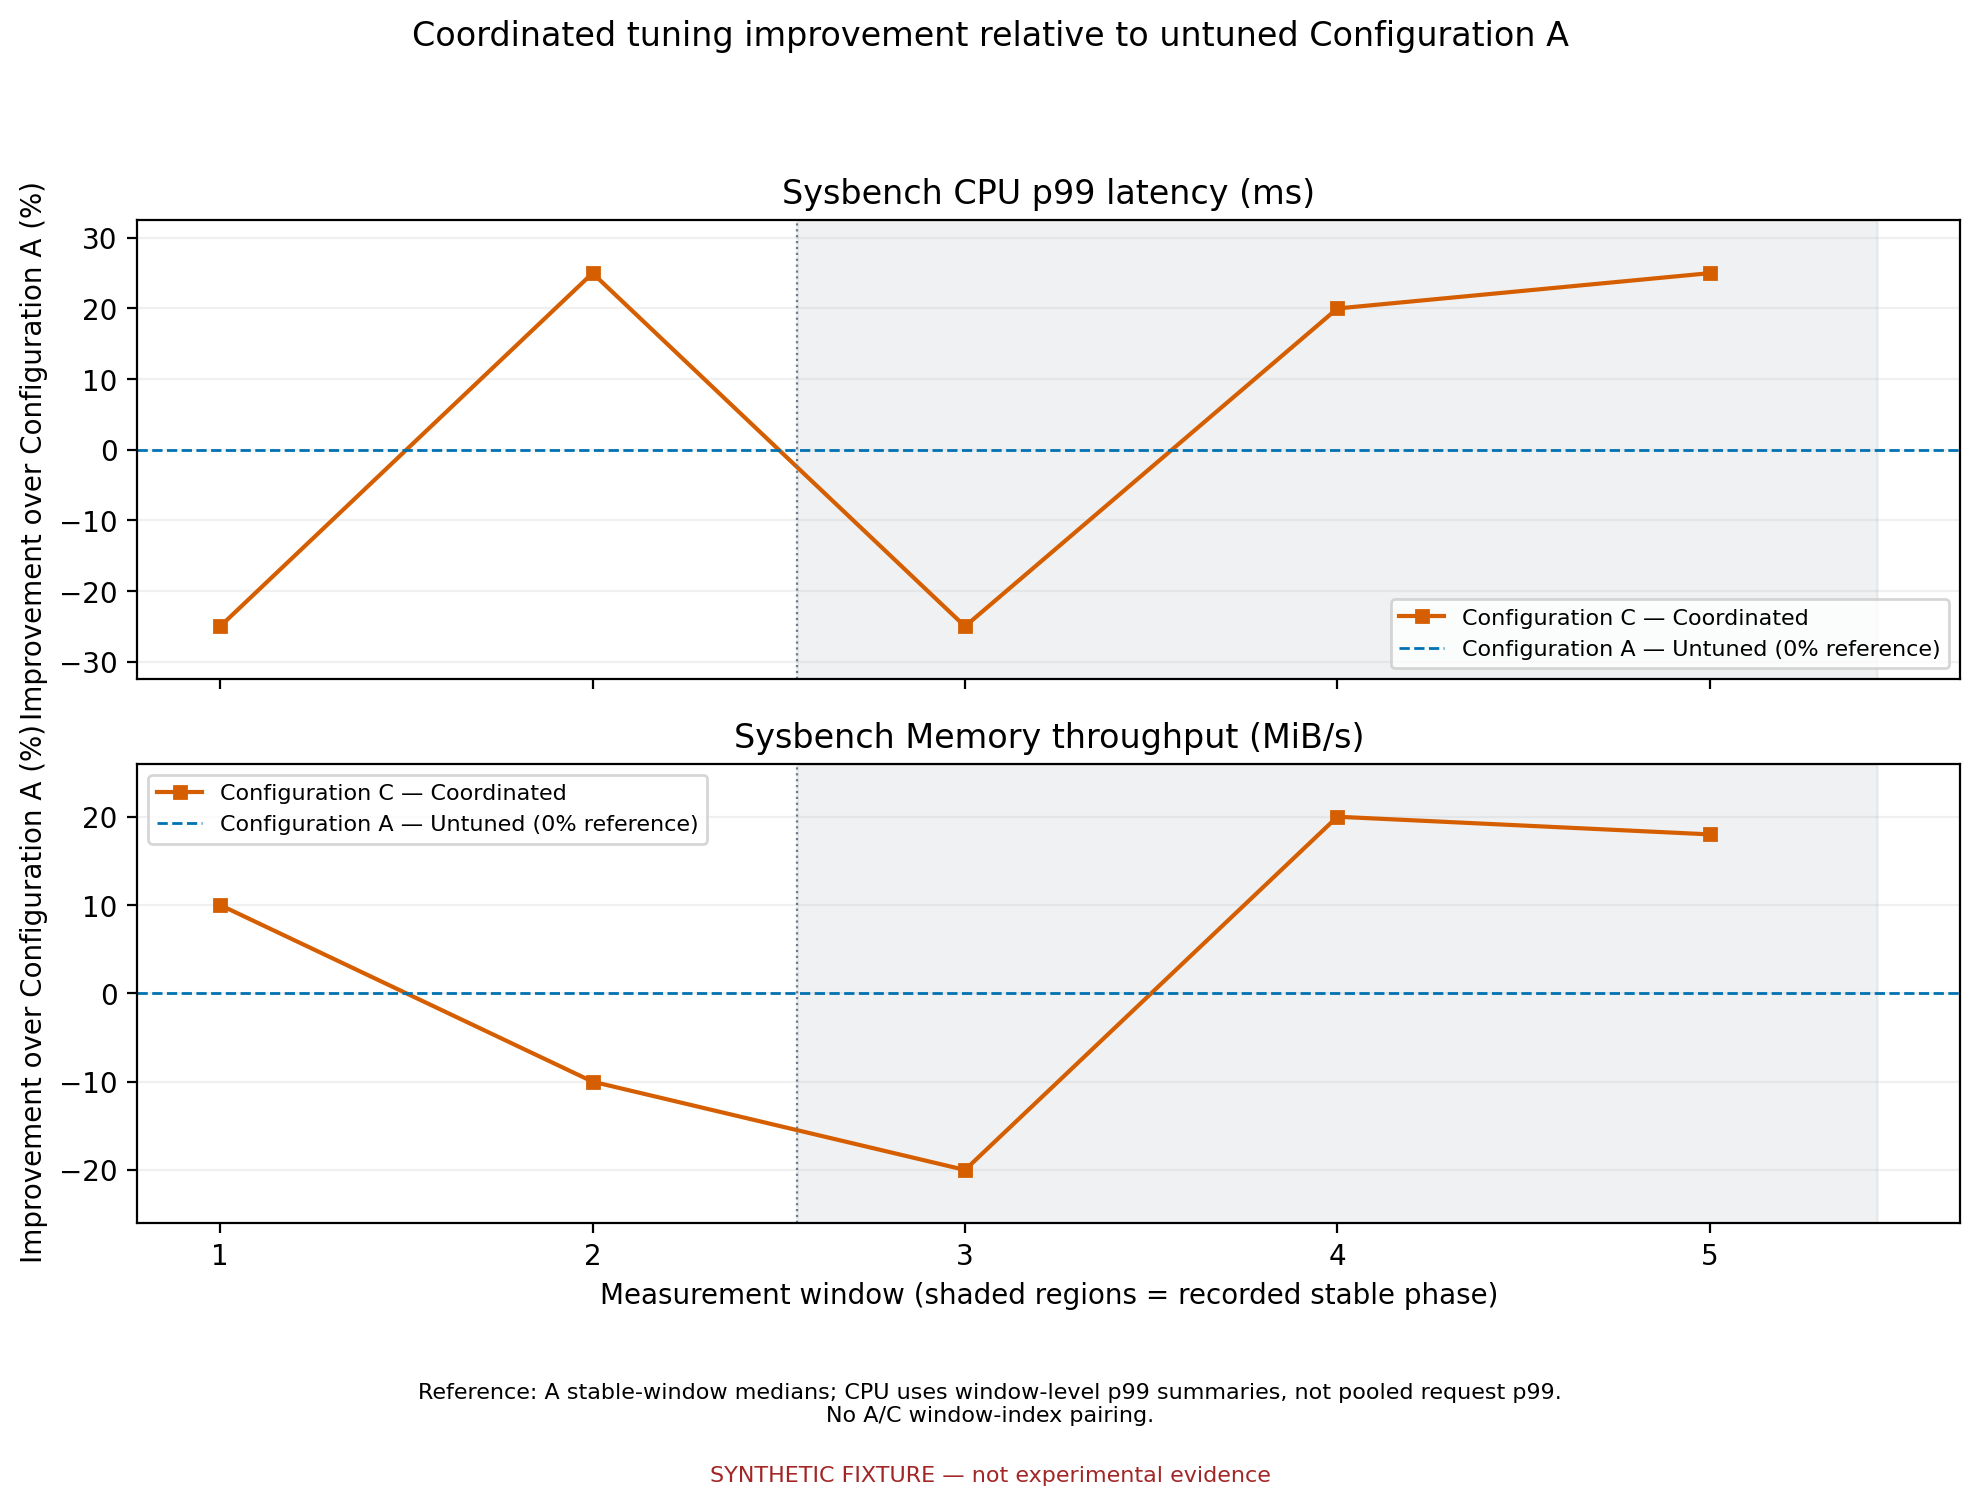 Coordinated tuning improvement relative to untuned Configuration A
Sysbench CPU p99 latency (ms)
Improvement over Configuration A (%)
30
20
10
0
−10
−20
−30
Configuration C — Coordinated
Configuration A — Untuned (0% reference)
Sysbench Memory throughput (MiB/s)
Improvement over Configuration A (%)
Configuration C — Coordinated
Configuration A — Untuned (0% reference)
20
10
0
−10
−20
1 2 3 4 5
Measurement window (shaded regions = recorded stable phase)
Reference: A stable-window medians; CPU uses window-level p99 summaries, not pooled request p99.
No A/C window-index pairing.
SYNTHETIC FIXTURE — not experimental evidence